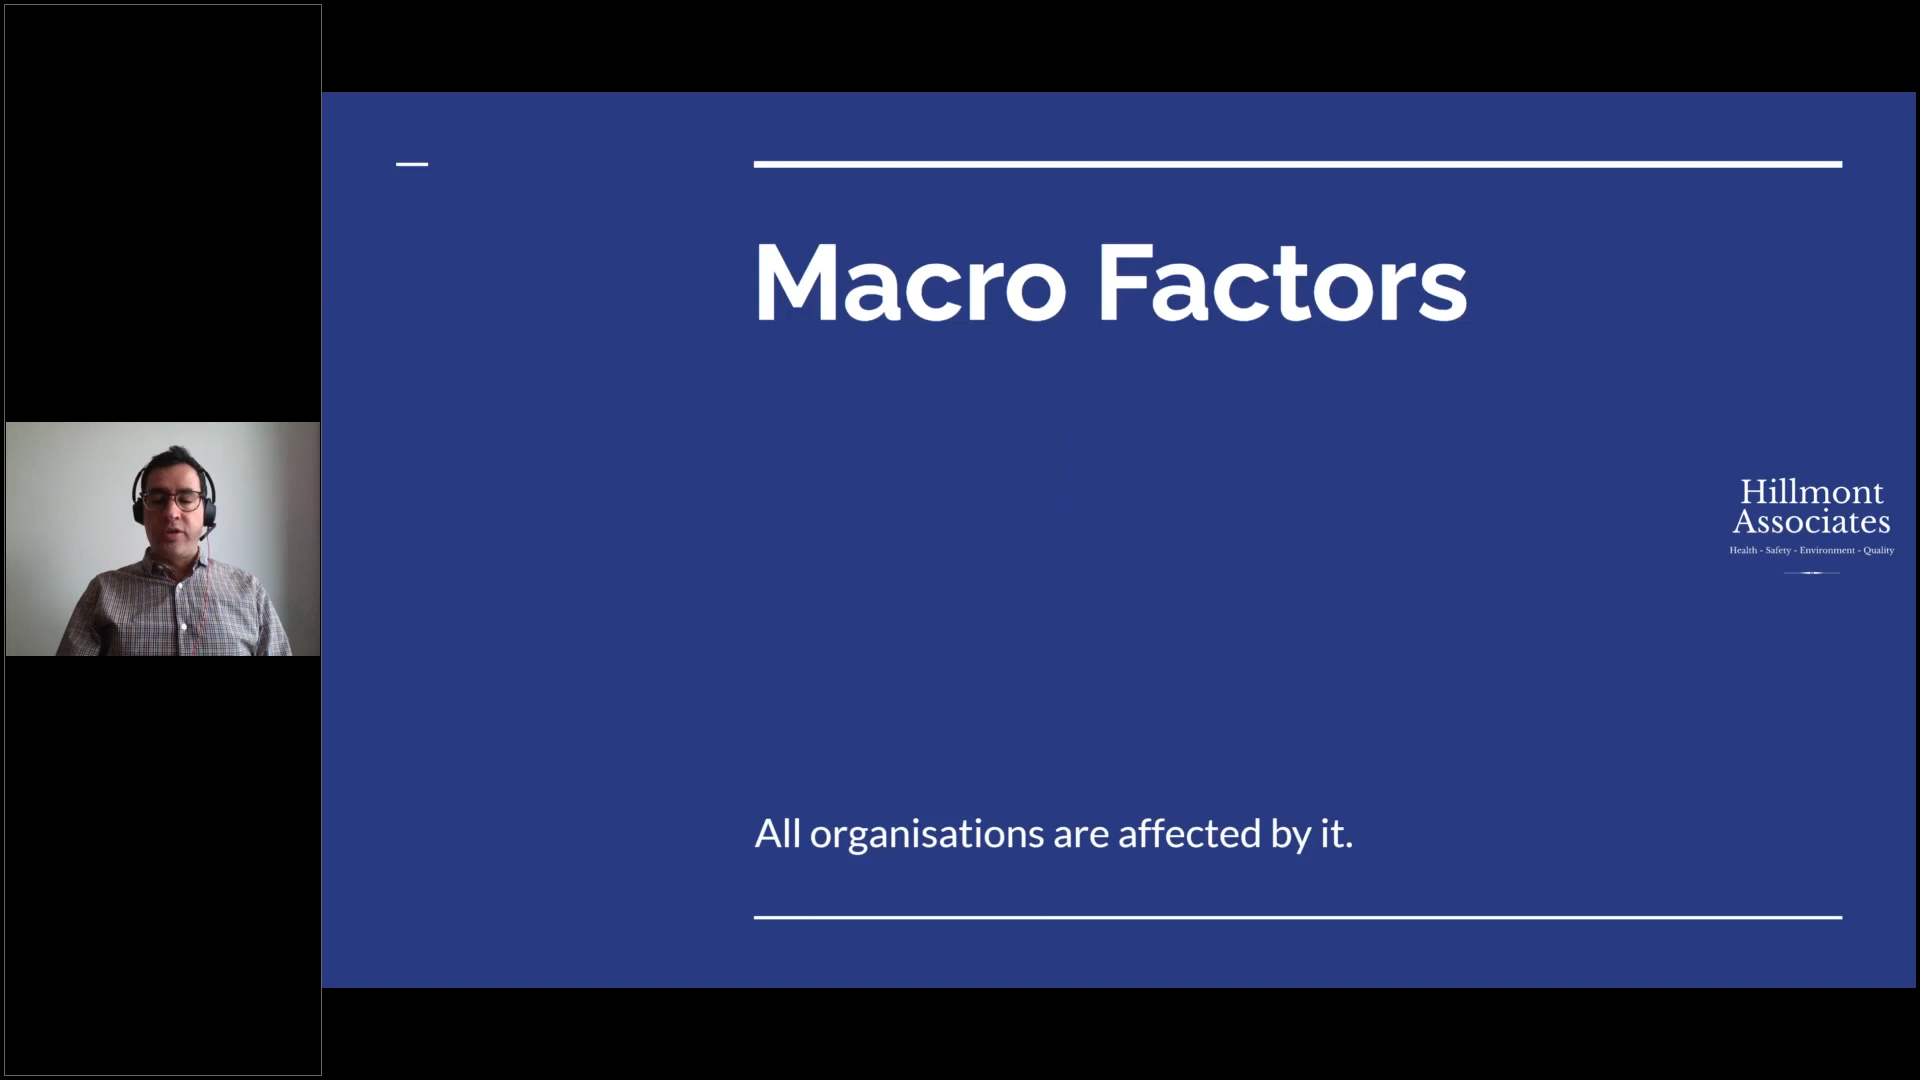 Macro Factors
Hillmont
Associates
Health - Safety - Environment - Quality
All organisations are affected by it.